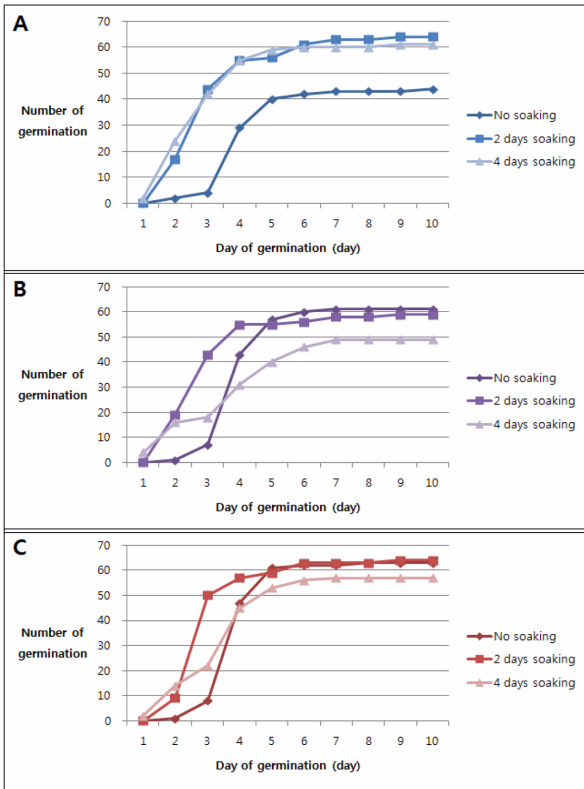 A
70
60
50
40
30
20
10
0
Number of
germination
1 2 3 4 5 6 7 8 9 10
Day of germination (day)
No soaking
2 days soaking
4 days soaking
B
70
60
50
40
30
20
10
0
Number of
germination
1 2 3 4 5 6 7 8 9 10
Day of germination (day)
No soaking
2 days soaking
4 days soaking
C
70
60
50
40
30
20
10
0
Number of
germination
1 2 3 4 5 6 7 8 9 10
Day of germination (day)
No soaking
2 days soaking
4 days soaking